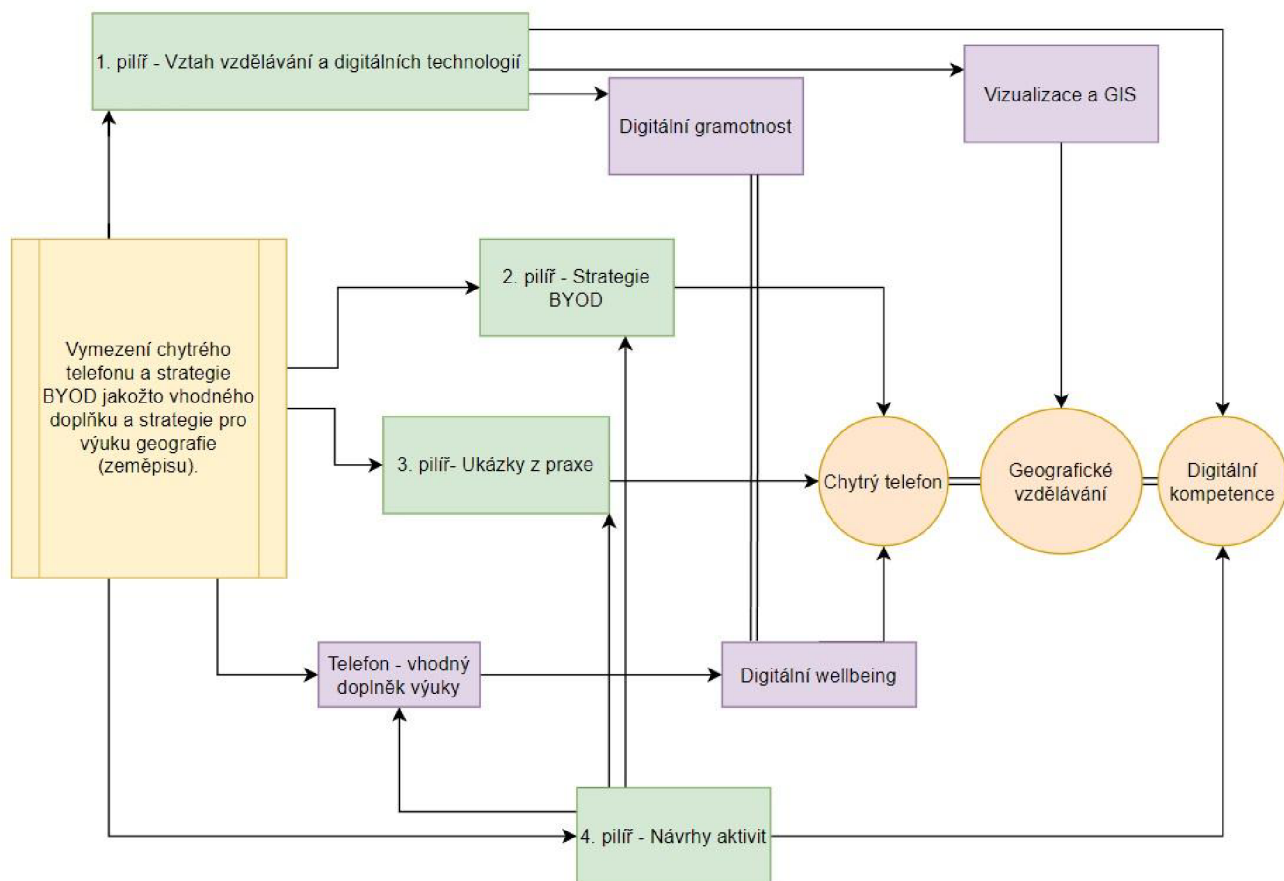 1. pilíř - Vztah vzdělávání a digitálních technologií
Vizualizace a GIS
Digitální gramotnost
2. pilíř - Strategie
BYOD
Vymezení chytrého
telefonu a strategie
BYOD jakožto vhodného
doplňku a strategie pro
výuku geografie
(zeměpisu).
3. pilíř- Ukázky z praxe
Chytrý telefon
Geografické
vzdělávání
Digitální
kompetence
Telefon - vhodný
doplněk výuky
Digitální wellbeing
4. pilíř - Návrhy aktivit